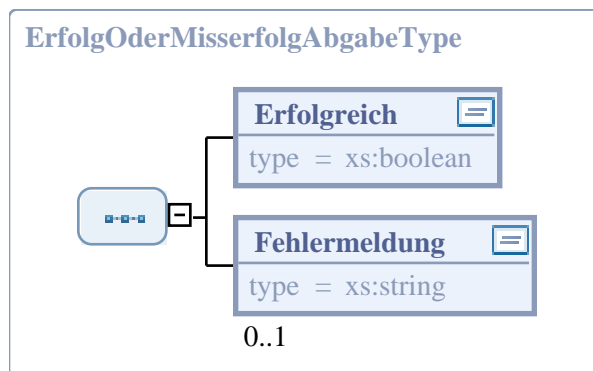 ErfolgOderMisserfolgAbgabeType
Erfolgreich
type = xs:boolean
Fehlermeldung
type = xs:string
0..1